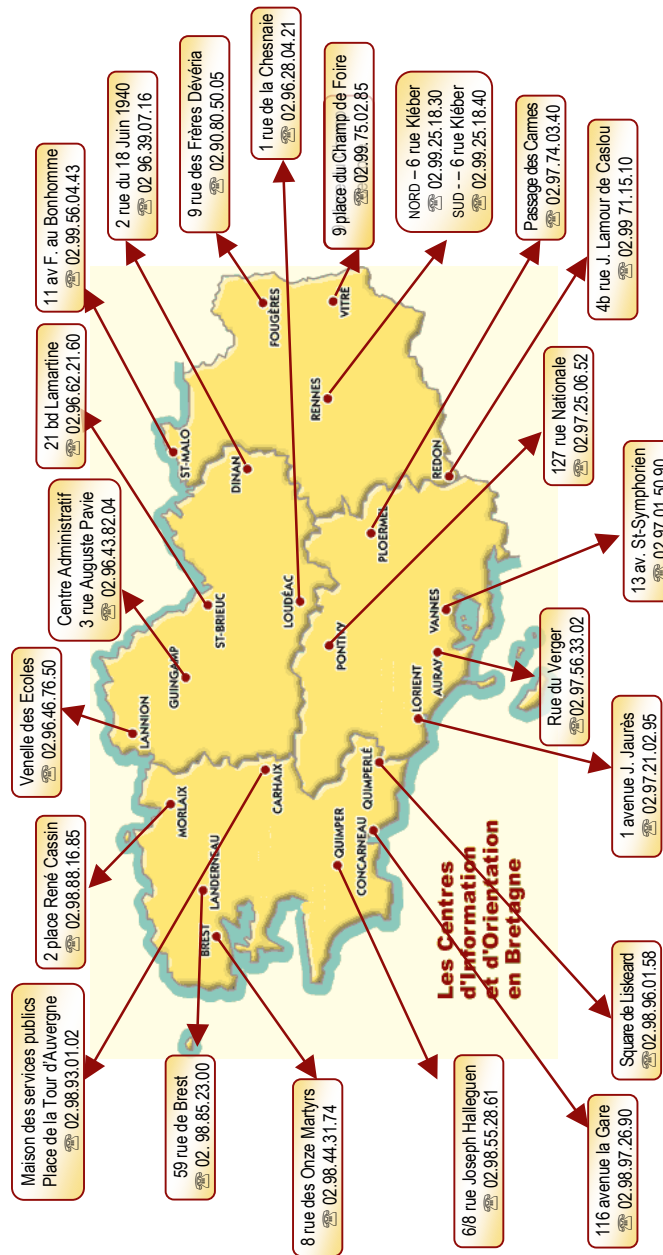 Maison des services publics
Place de la Tour d'Auvergne
☏ 02.98.93.01.02
2 place René Cassin
☏ 02.98.88.16.85
Venelle des Ecoles
☏ 02.96.46.76.50
Centre Administratif
3 rue Auguste Pavie
☏ 02.96.43.82.04
21 bd Lamartine
☏ 02.96.62.21.60
11 av F. au Bonhomme
☏ 02.99.56.04.43
2 rue du 18 Juin 1940
☏ 02 96.39.07.16
9 rue des Frères Dévéria
☏ 02.90.80.50.05
1 rue de la Chesnaie
☏ 02.96.28.04.21
9 place du Champ de Foire
☏ 02.99.75.02.85
NORD – 6 rue Kléber
☏ 02.99.25.18.30
SUD - – 6 rue Kléber
☏ 02.99.25.18.40
Passage des Carmes
☏ 02.97.74.03.40
4b rue J. Lamour de Caslou
☏ 02.99 71.15.10
127 rue Nationale
☏ 02.97.25.06.52
13 av. St-Symphorien
☏ 02.97.01.50.90
Rue du Verger
☏ 02.97.56.33.02
1 avenue J. Jaurès
☏ 02.97.21.02.95
Square de Liskeard
☏ 02.98.96.01.58
116 avenue la Gare
☏ 02.98.97.26.90
6/8 rue Joseph Halleguen
☏ 02.98.55.28.61
8 rue des Onze Martyrs
☏ 02.98.44.31.74
59 rue de Brest
☏ 02. 98.85.23.00
LANNION
MORLAIX
GUINGAMP
ST-BRIEUC
ST-MALO
DINAN
FOUGÈRES
BREST
LANDERNEAU
CARHAIX
LOUDÉAC
RENNES
VITRÉ
QUIMPER
CONCARNEAU
QUIMPERLÉ
PONTIVY
PLOERMEL
LORIENT
AURAY
VANNES
REDON
Les Centres
d'Information
et d'Orientation
en Bretagne